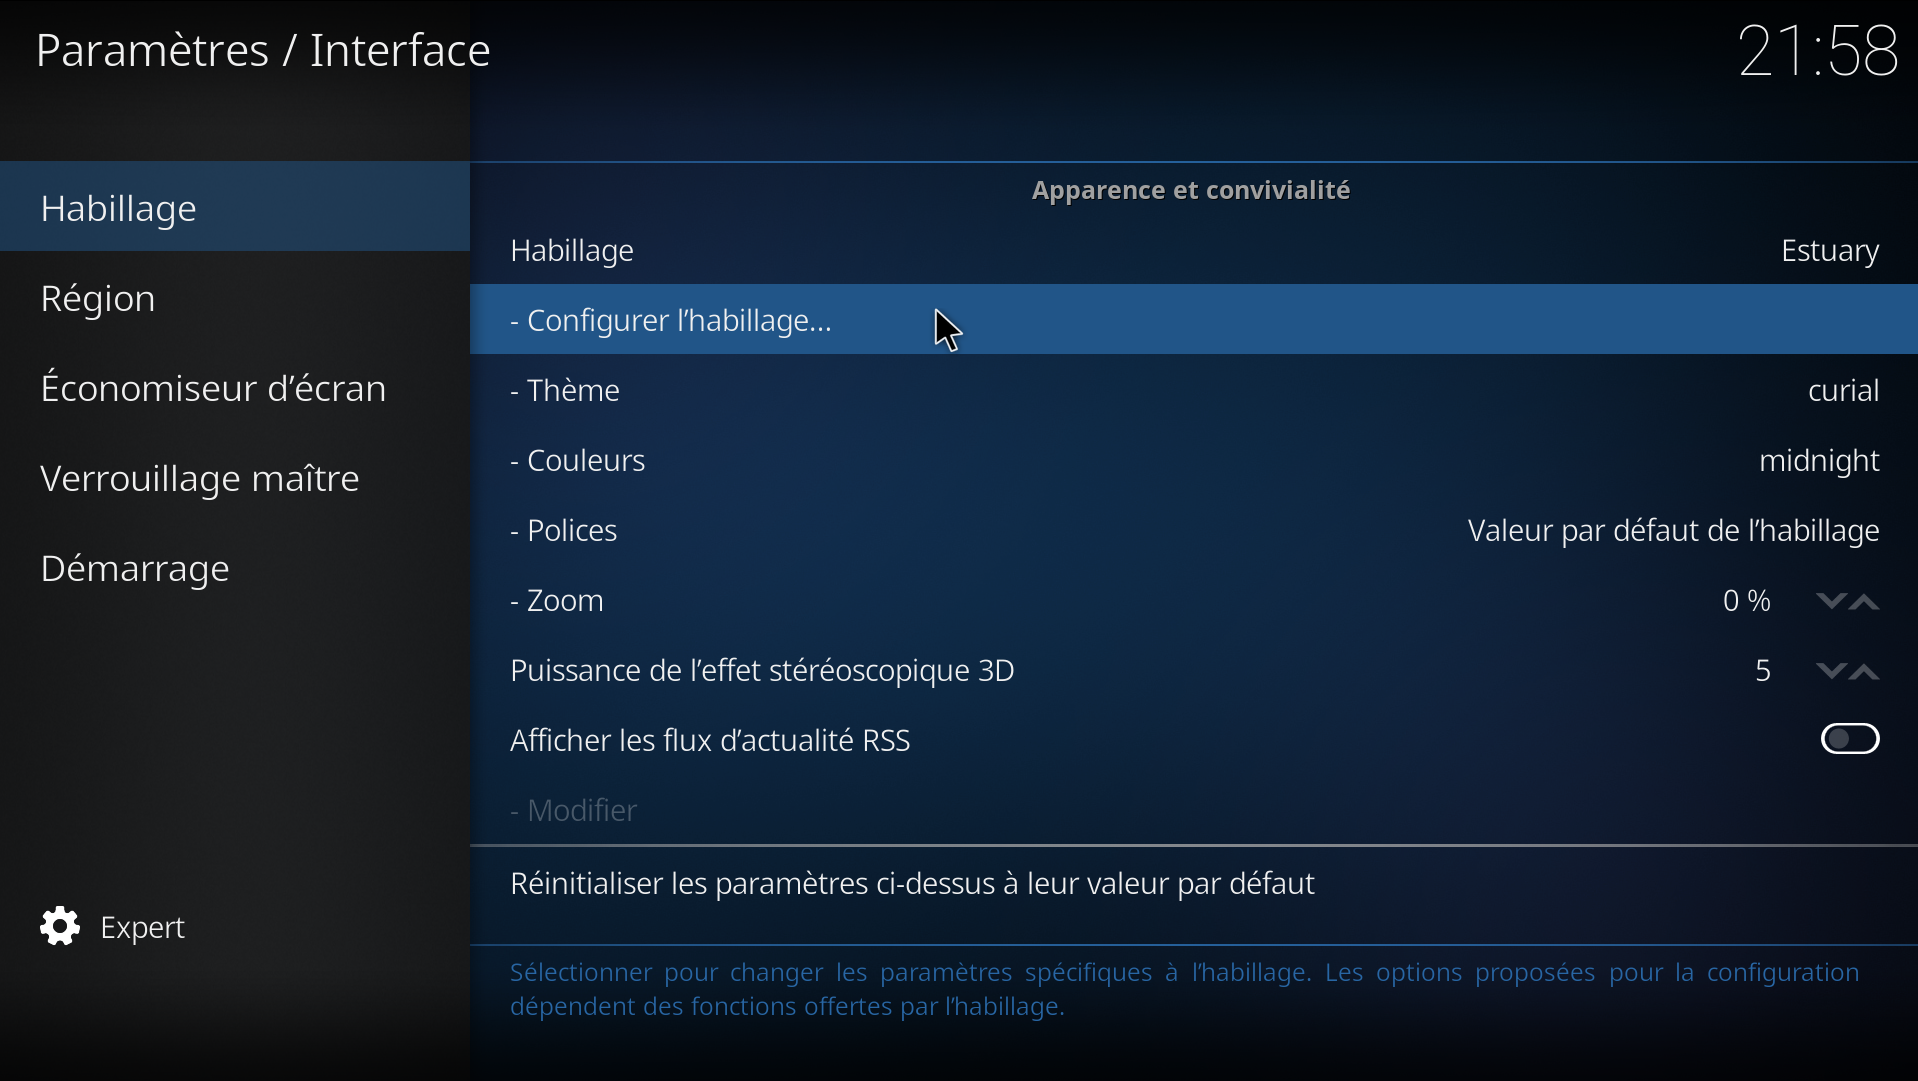 Paramètres / Interface
21:58
Habillage
Région
Économiseur d’écran
Verrouillage maître
Démarrage
Expert
Apparence et convivialité
Habillage Estuary
- Configurer l’habillage...
- Thème curial
- Couleurs midnight
- Polices Valeur par défaut de l’habillage
- Zoom 0 %
Puissance de l’effet stéréoscopique 3D 5
Afficher les flux d’actualité RSS
- Modifier
Réinitialiser les paramètres ci-dessus à leur valeur par défaut
Sélectionner pour changer les paramètres spécifiques à l’habillage. Les options proposées pour la configuration
dépendent des fonctions offertes par l’habillage.